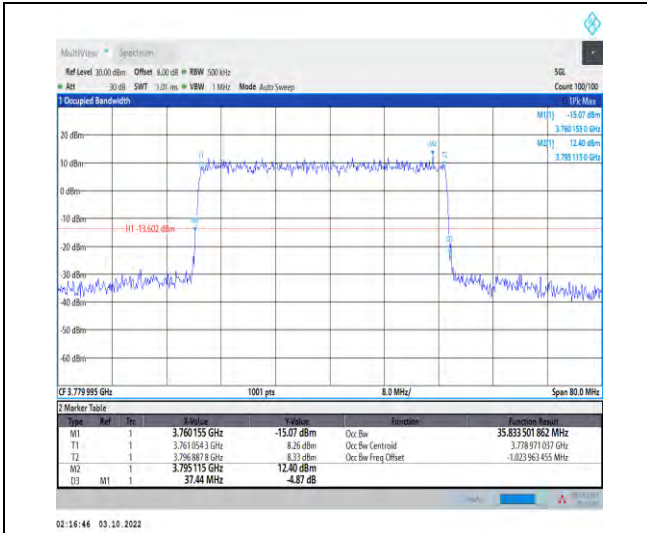 MultiView Spectrum
Ref Level 30.00 dBm Offset 8.00 dB RBW 500 kHz SGL
Att 30 dB SWT 1.01 ms VBW 1 MHz Mode Auto Sweep Count 100/100
1 Occupied Bandwidth 1Pk Max
M1[1] -15.07 dBm
3.760 155 0 GHz
M2[1] 12.40 dBm
3.795 115 0 GHz
20 dBm
10 dBm
0 dBm
-10 dBm
H1 -13.602 dBm
-20 dBm
-30 dBm
-40 dBm
-50 dBm
-60 dBm
CF 3.779 995 GHz 1001 pts 8.0 MHz/ Span 80.0 MHz
2 Marker Table
Type Ref Trc X-Value Y-Value Function Function Result
M1 1 3.760155 GHz -15.07 dBm Occ Bw 35.833 501 862 MHz
T1 1 3.761 054 3 GHz 8.26 dBm Occ Bw Centroid 3.778 971 037 GHz
T2 1 3.796 887 8 GHz 8.33 dBm Occ Bw Freq Offset -1.023 963 455 MHz
M2 1 3.795115 GHz 12.40 dBm
D3 M1 1 37.44 MHz -4.87 dB
02:16:46 03.10.2022